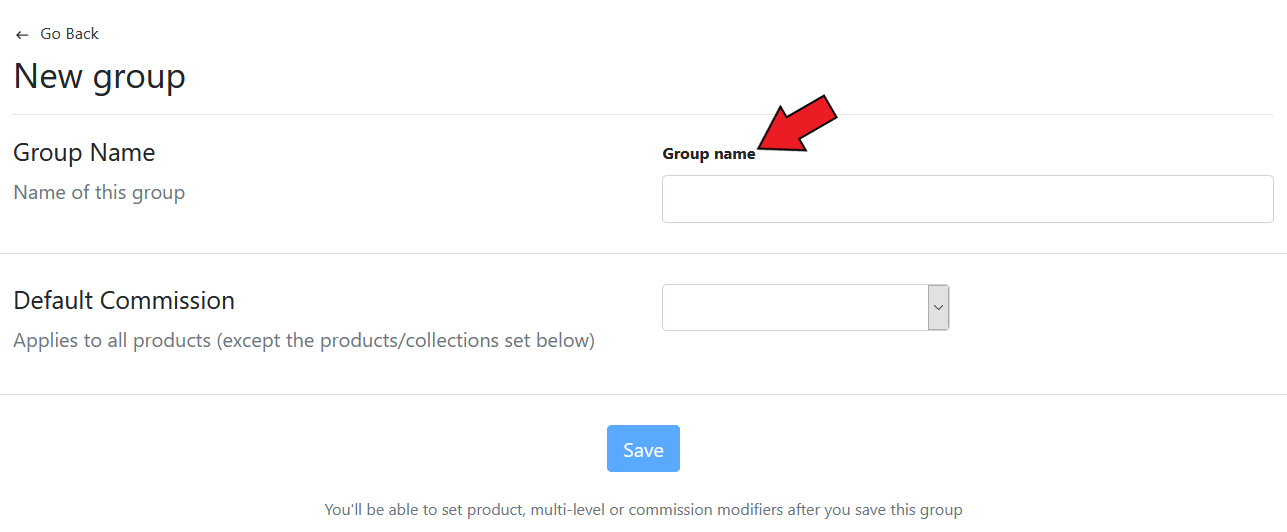 ← Go Back
New group
Group Name
Name of this group
Group name
Default Commission
Applies to all products (except the products/collections set below)
Save
You'll be able to set product, multi-level or commission modifiers after you save this group